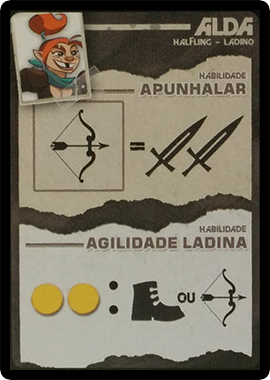 ALDA
HALFLING - LADINO
HABILIDADE
APUNHALAR
=
HABILIDADE
AGILIDADE LADINA
: OU